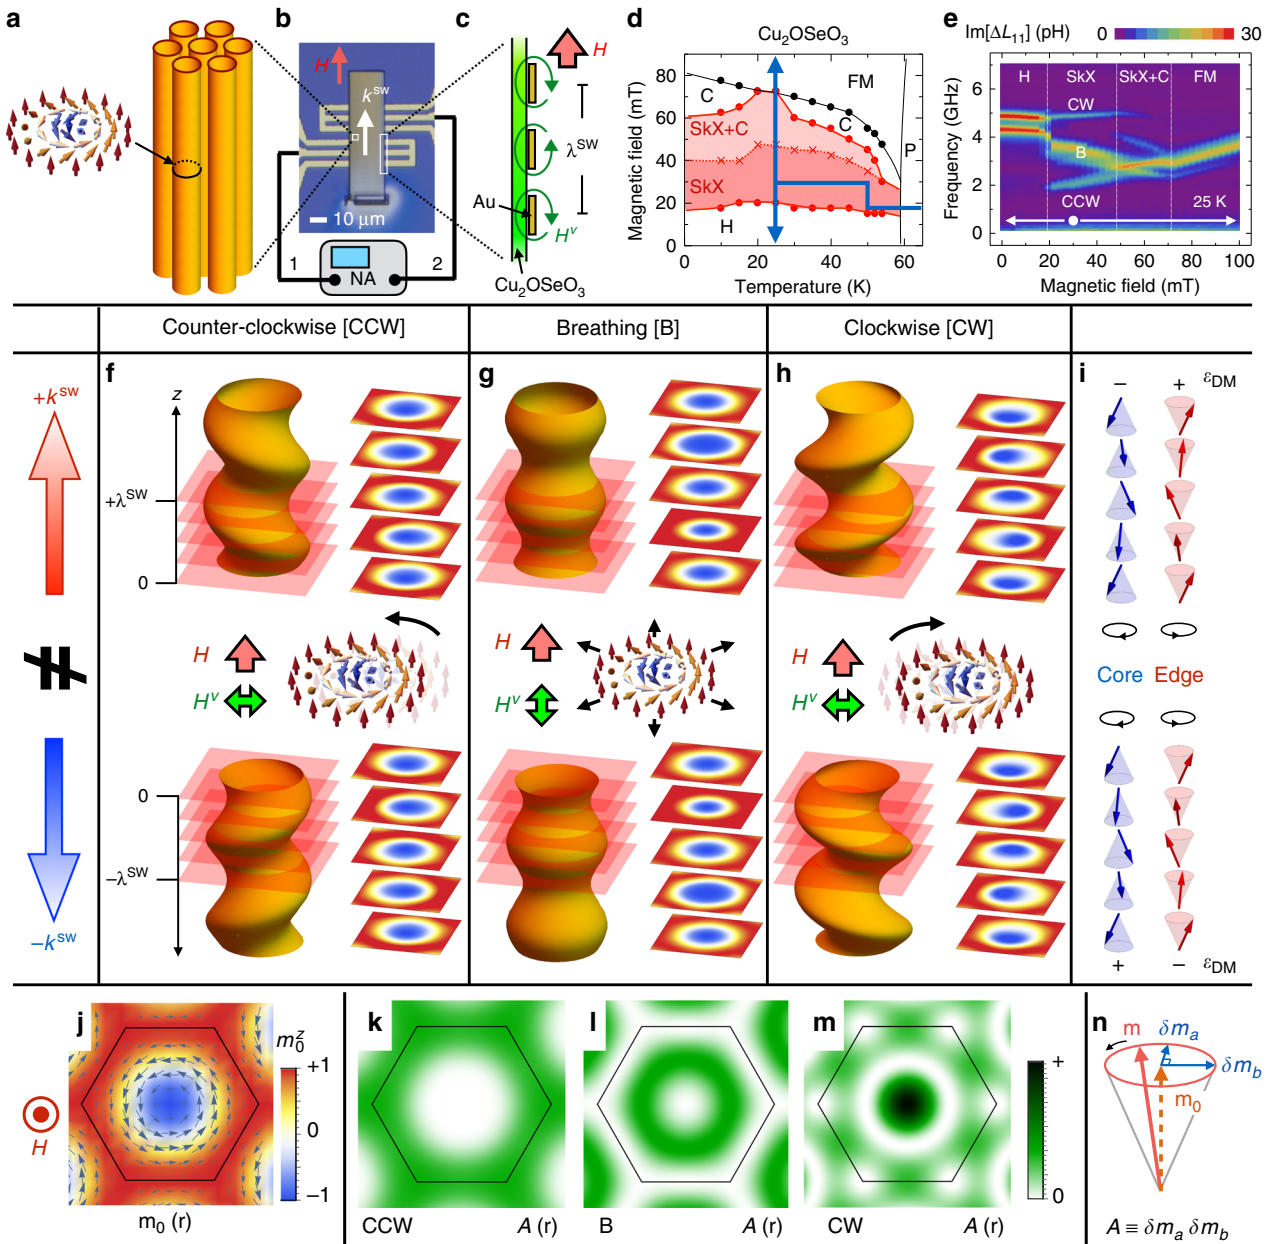 a
b
c
d
e
H
k^SW
10 μm
1
NA
2
H
λ^SW
Au
H^ν
Cu₂OSeO₃
Cu₂OSeO₃
Magnetic field (mT)
80
60
40
20
0
FM
C
SkX+C
C
P
SkX
H
0
20
40
60
Temperature (K)
Im[ΔL₁₁] (pH) 0 30
Frequency (GHz)
6
4
2
0
H SkX SkX+C FM
CW
B
CCW
25 K
0 20 40 60 80 100
Magnetic field (mT)
Counter-clockwise [CCW]
Breathing [B]
Clockwise [CW]
+k^SW
−k^SW
f
z
+λ^SW
0
H
H^ν
0
−λ^SW
g
H
H^ν
h
H
H^ν
i
− + ε_DM
Core Edge
+ − ε_DM
j
m₀^z
+1
0
−1
H
m₀ (r)
k
CCW A (r)
l
B A (r)
m
CW A (r)
+
0
n
m
δm_a
δm_b
m₀
A ≡ δm_a δm_b